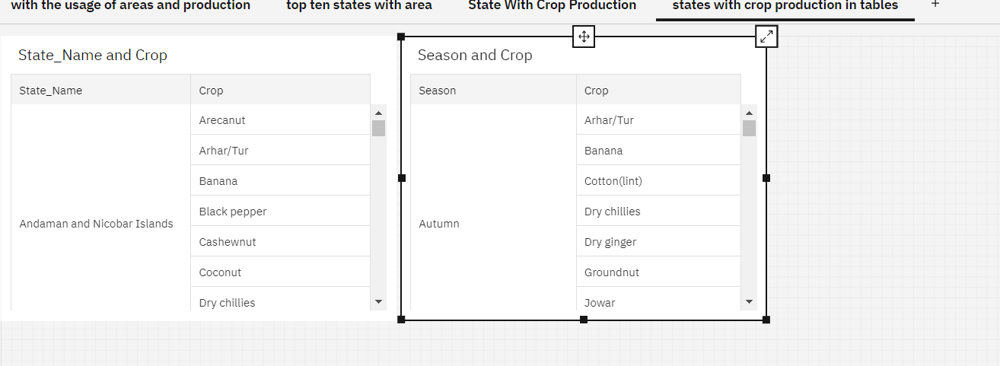 with the usage of areas and production top ten states with area State With Crop Production states with crop production in tables +
State_Name and Crop
State_Name Crop
Arecanut
Arhar/Tur
Banana
Black pepper
Andaman and Nicobar Islands
Cashewnut
Coconut
Dry chillies
Season and Crop
Season Crop
Arhar/Tur
Banana
Cotton(lint)
Dry chillies
Autumn
Dry ginger
Groundnut
Jowar